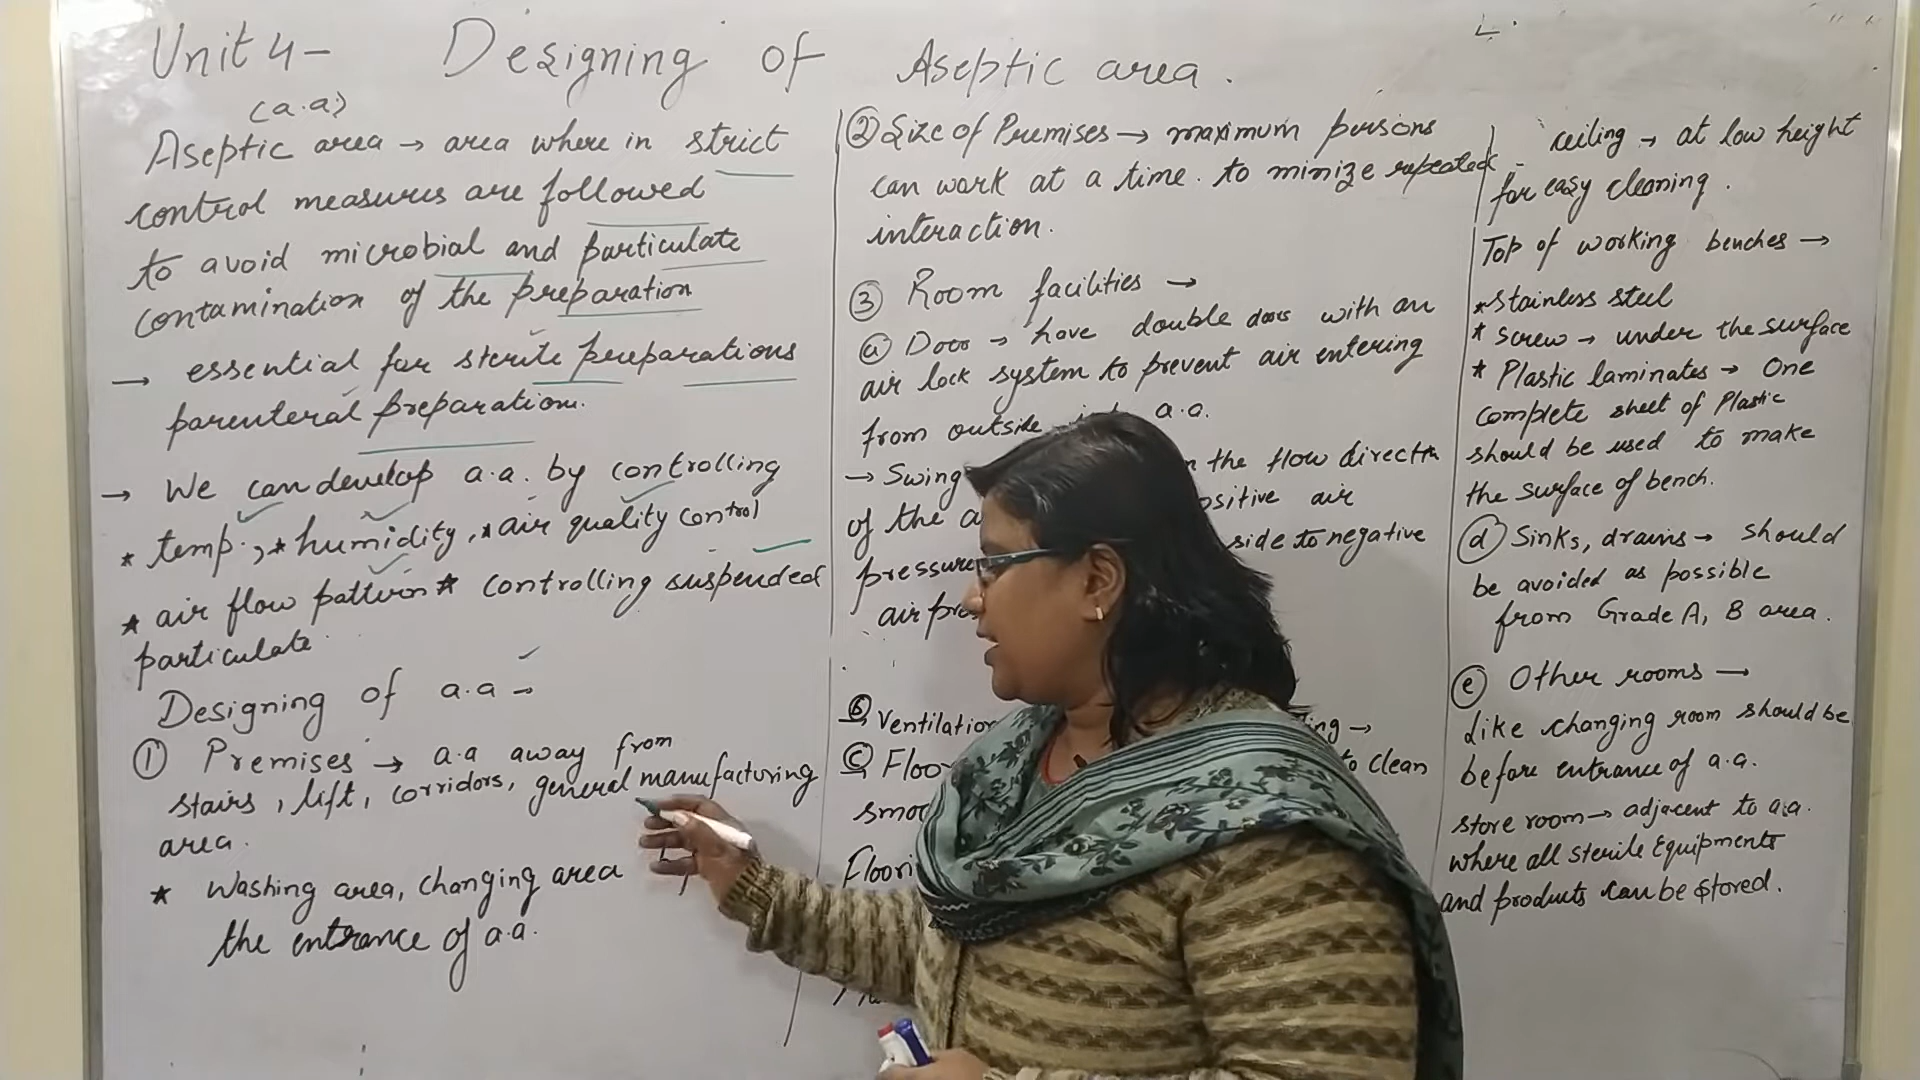 Unit 4- Designing of Aseptic area.
(a.a)
Aseptic area → area where in strict
control measures are followed
to avoid microbial and particulate
contamination of the preparation
→ essential for sterile preparations
parenteral preparation.
→ We can develop a.a. by controlling
* temp., * humidity, * air quality control
* air flow pattern * controlling suspended
particulate
Designing of a.a →
① Premises → a.a away from
stairs, lift, corridors, general manufacturing
area.
* Washing area, changing area
the entrance of a.a.
② Size of Premises → maximum persons
can work at a time. to minize repeated
interaction.
③ Room facilities →
ⓐ Door → have double doors with an
air lock system to prevent air entering
from outside a.a.
→ Swing the flow direct
of the ositive air
pressure side to negative
air pr
ⓑ Ventilation ng →
ⓒ Floo to clean
smoo
Floori
ceiling → at low height
for easy cleaning.
Top of working benches →
* stainless steel
* screw → under the surface
* Plastic laminates → One
complete sheet of Plastic
should be used to make
the surface of bench.
ⓓ Sinks, drains → should
be avoided as possible
from Grade A, B area.
ⓔ Other rooms →
Like changing room should be
before entrance of a.a.
store room → adjacent to a.a.
where all sterile Equipments
and products can be stored.